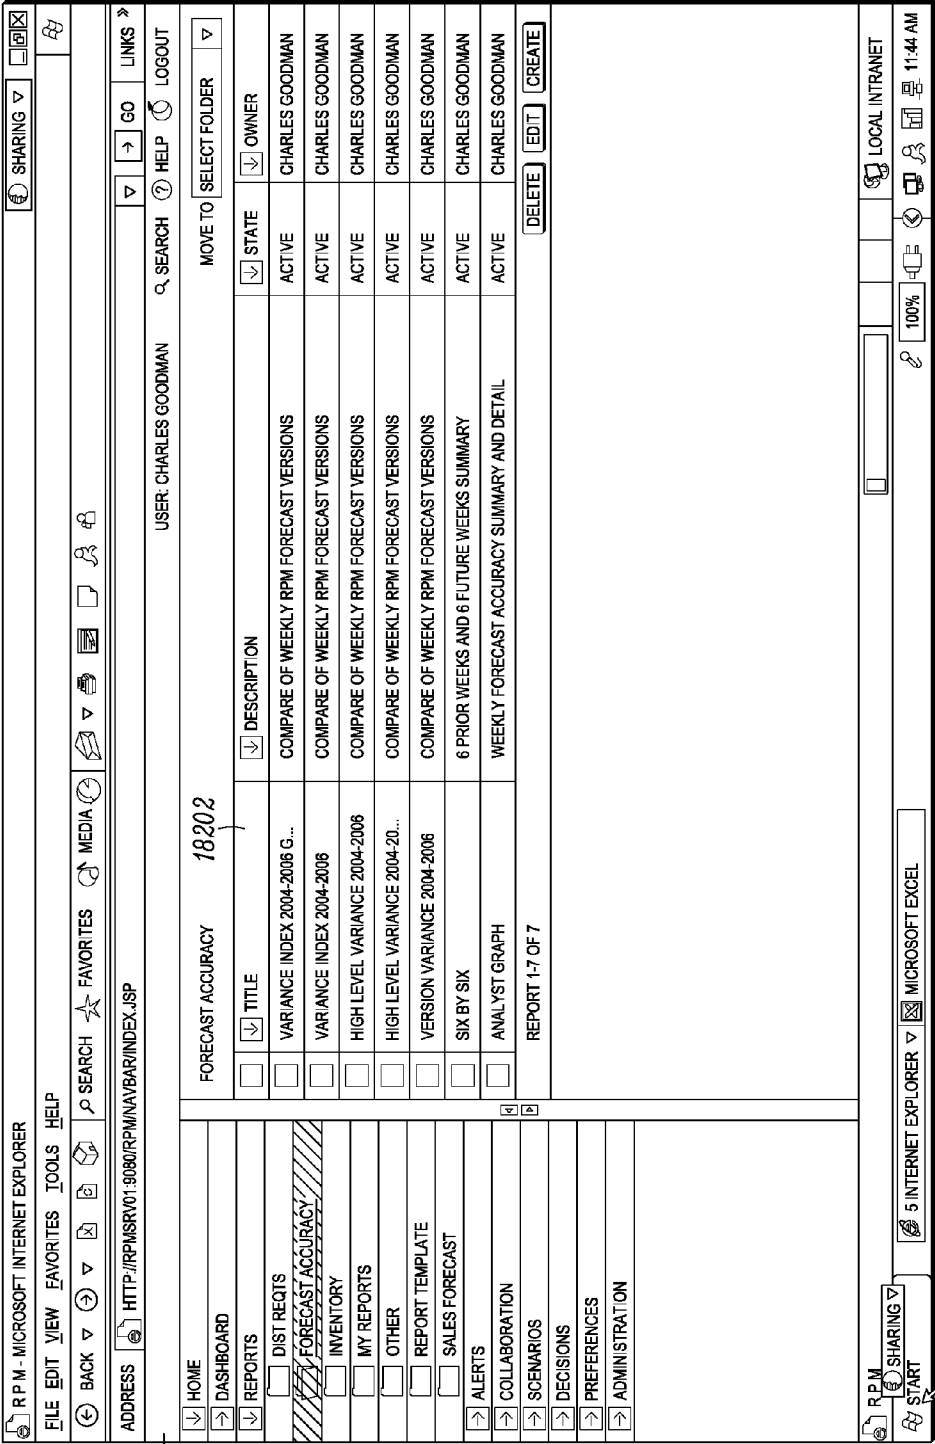 R P M - MICROSOFT INTERNET EXPLORER SHARING
FILE EDIT VIEW FAVORITES TOOLS HELP
BACK SEARCH FAVORITES MEDIA
ADDRESS HTTP://RPMSRV01:9080/RPM/NAVBAR/INDEX.JSP GO LINKS »
USER: CHARLES GOODMAN SEARCH ? HELP LOGOUT
HOME
DASHBOARD
REPORTS
DIST REQTS
FORECAST ACCURACY
INVENTORY
MY REPORTS
OTHER
REPORT TEMPLATE
SALES FORECAST
ALERTS
COLLABORATION
SCENARIOS
DECISIONS
PREFERENCES
ADMINISTRATION
FORECAST ACCURACY 18202 MOVE TO SELECT FOLDER
TITLE DESCRIPTION STATE OWNER
VARIANCE INDEX 2004-2006 G... COMPARE OF WEEKLY RPM FORECAST VERSIONS ACTIVE CHARLES GOODMAN
VARIANCE INDEX 2004-2006 COMPARE OF WEEKLY RPM FORECAST VERSIONS ACTIVE CHARLES GOODMAN
HIGH LEVEL VARIANCE 2004-2006 COMPARE OF WEEKLY RPM FORECAST VERSIONS ACTIVE CHARLES GOODMAN
HIGH LEVEL VARIANCE 2004-20... COMPARE OF WEEKLY RPM FORECAST VERSIONS ACTIVE CHARLES GOODMAN
VERSION VARIANCE 2004-2006 COMPARE OF WEEKLY RPM FORECAST VERSIONS ACTIVE CHARLES GOODMAN
SIX BY SIX 6 PRIOR WEEKS AND 6 FUTURE WEEKS SUMMARY ACTIVE CHARLES GOODMAN
ANALYST GRAPH WEEKLY FORECAST ACCURACY SUMMARY AND DETAIL ACTIVE CHARLES GOODMAN
REPORT 1-7 OF 7 DELETE EDIT CREATE
R P M LOCAL INTRANET
SHARING
START 5 INTERNET EXPLORER MICROSOFT EXCEL 100% 11:44 AM